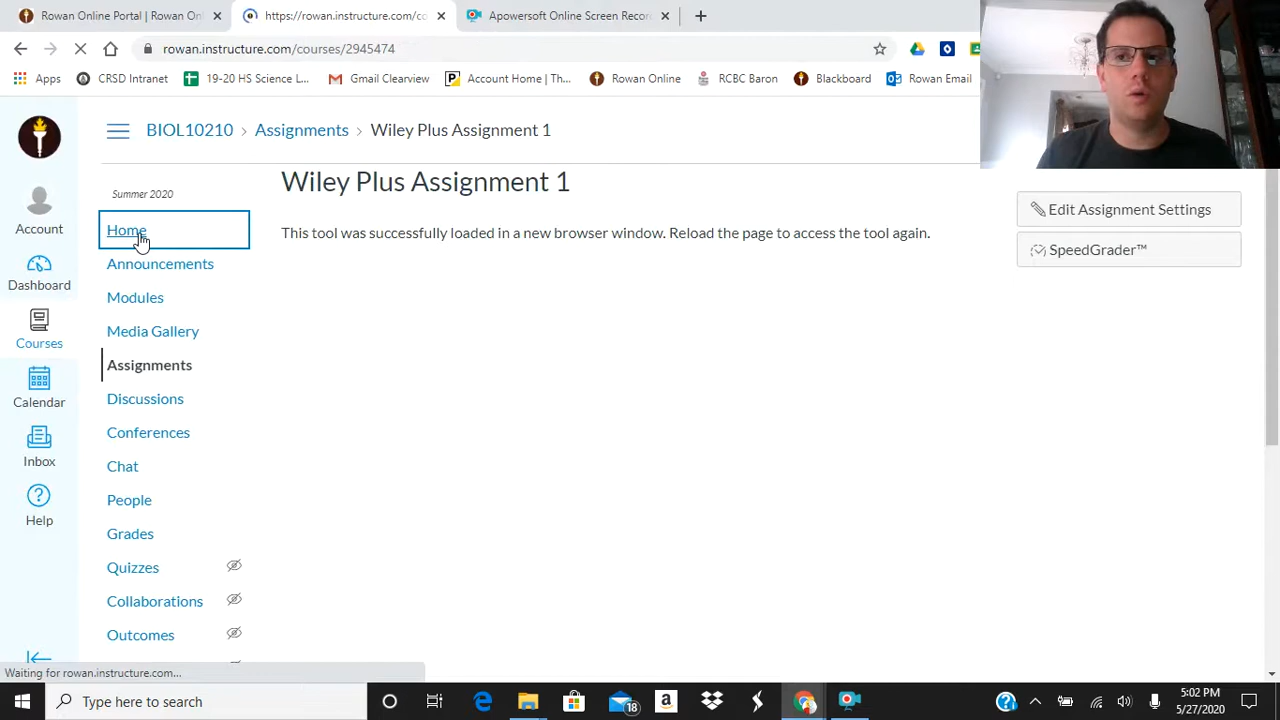 Rowan Online Portal | Rowan On
https://rowan.instructure.com/co
Apowersoft Online Screen Recor
rowan.instructure.com/courses/2945474
Apps
CRSD Intranet
19-20 HS Science L...
Gmail Clearview
Account Home | Th...
Rowan Online
RCBC Baron
Blackboard
Rowan Email
BIOL10210 > Assignments > Wiley Plus Assignment 1
Account
Dashboard
Courses
Calendar
Inbox
Help
Summer 2020
Home
Announcements
Modules
Media Gallery
Assignments
Discussions
Conferences
Chat
People
Grades
Quizzes
Collaborations
Outcomes
Wiley Plus Assignment 1
This tool was successfully loaded in a new browser window. Reload the page to access the tool again.
Edit Assignment Settings
SpeedGrader™
Waiting for rowan.instructure.com...
Type here to search
18
5:02 PM
5/27/2020